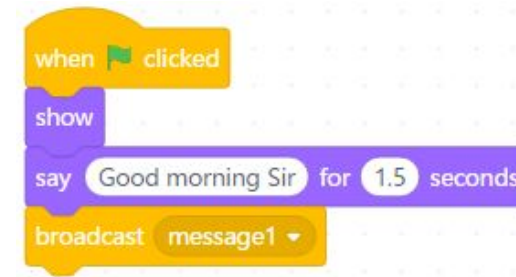 when clicked
show
say Good morning Sir for 1.5 seconds
broadcast message1